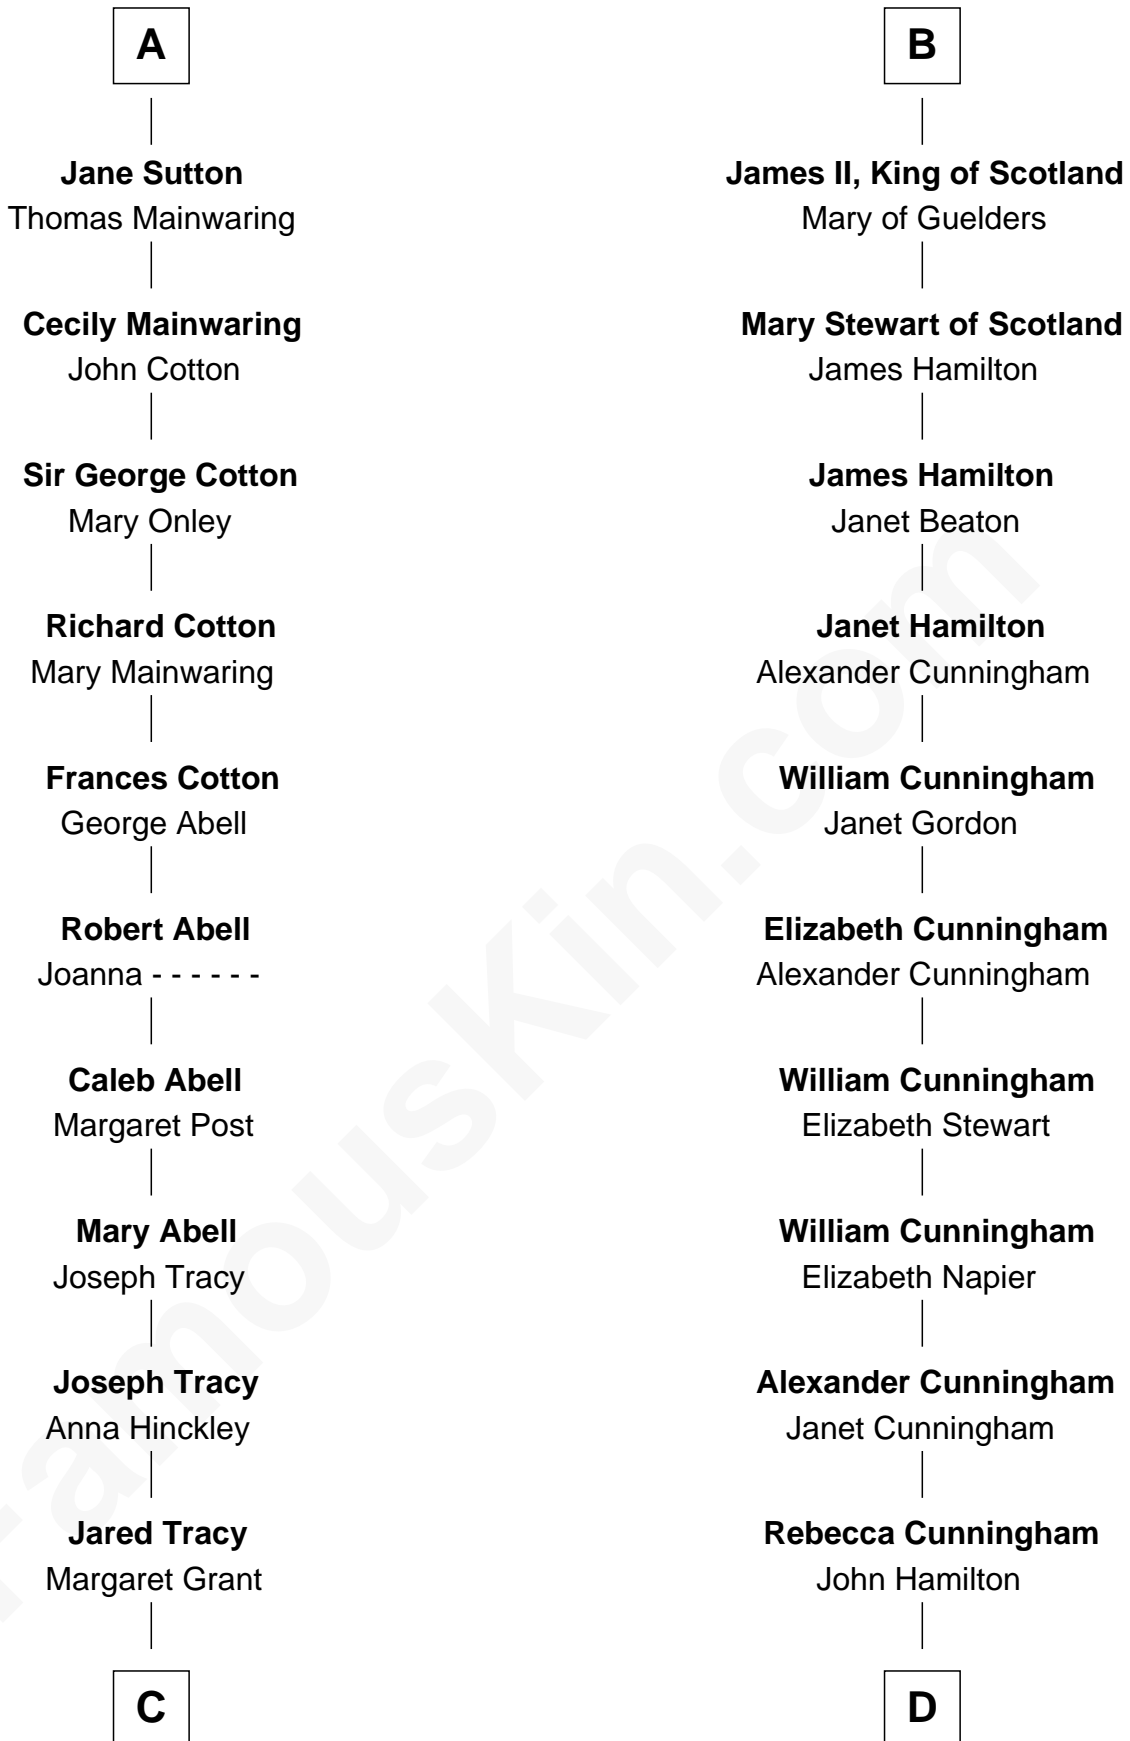 A
Jane Sutton
Thomas Mainwaring
Cecily Mainwaring
John Cotton
Sir George Cotton
Mary Onley
Richard Cotton
Mary Mainwaring
Frances Cotton
George Abell
Robert Abell
Joanna - - - - - -
Caleb Abell
Margaret Post
Mary Abell
Joseph Tracy
Joseph Tracy
Anna Hinckley
Jared Tracy
Margaret Grant
C
B
James II, King of Scotland
Mary of Guelders
Mary Stewart of Scotland
James Hamilton
James Hamilton
Janet Beaton
Janet Hamilton
Alexander Cunningham
William Cunningham
Janet Gordon
Elizabeth Cunningham
Alexander Cunningham
William Cunningham
Elizabeth Stewart
William Cunningham
Elizabeth Napier
Alexander Cunningham
Janet Cunningham
Rebecca Cunningham
John Hamilton
D
FamousKin.com